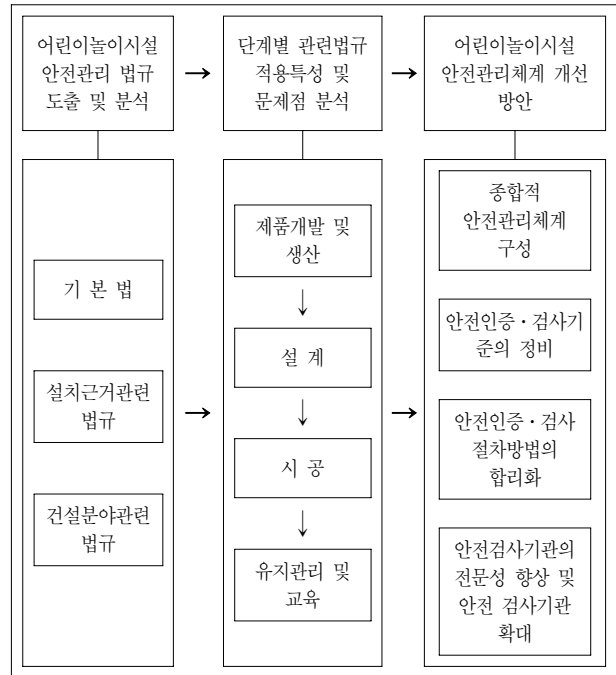 어린이놀이시설
안전관리 법규
도출 및 분석
단계별 관련법규
적용특성 및
문제점 분석
어린이놀이시설
안전관리체계 개선
방안
기 본 법
설치근거관련
법규
건설분야관련
법규
제품개발 및
생산
설 계
시 공
유지관리 및
교육
종합적
안전관리체계
구성
안전인증·검사기
준의 정비
안전인증·검사
절차방법의
합리화
안전검사기관의
전문성 향상 및
안전 검사기관
확대